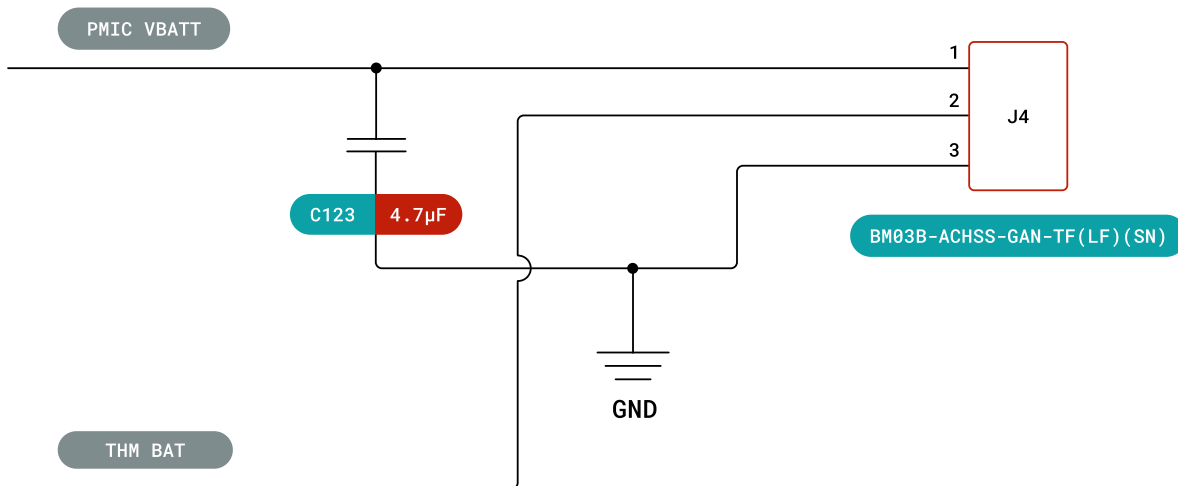 PMIC VBATT
1
2
J4
3
C123 4.7µF
BM03B-ACHSS-GAN-TF(LF)(SN)
GND
THM BAT